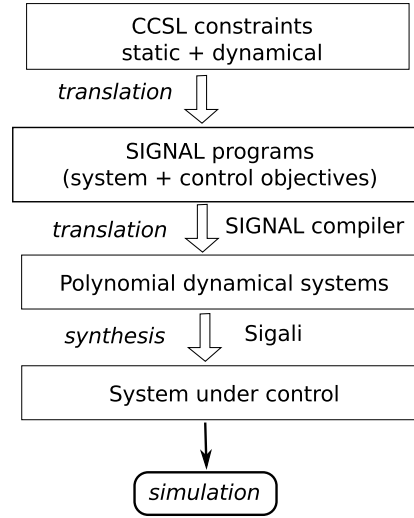 CCSL constraints
static + dynamical
translation
SIGNAL programs
(system + control objectives)
translation SIGNAL compiler
Polynomial dynamical systems
synthesis Sigali
System under control
simulation